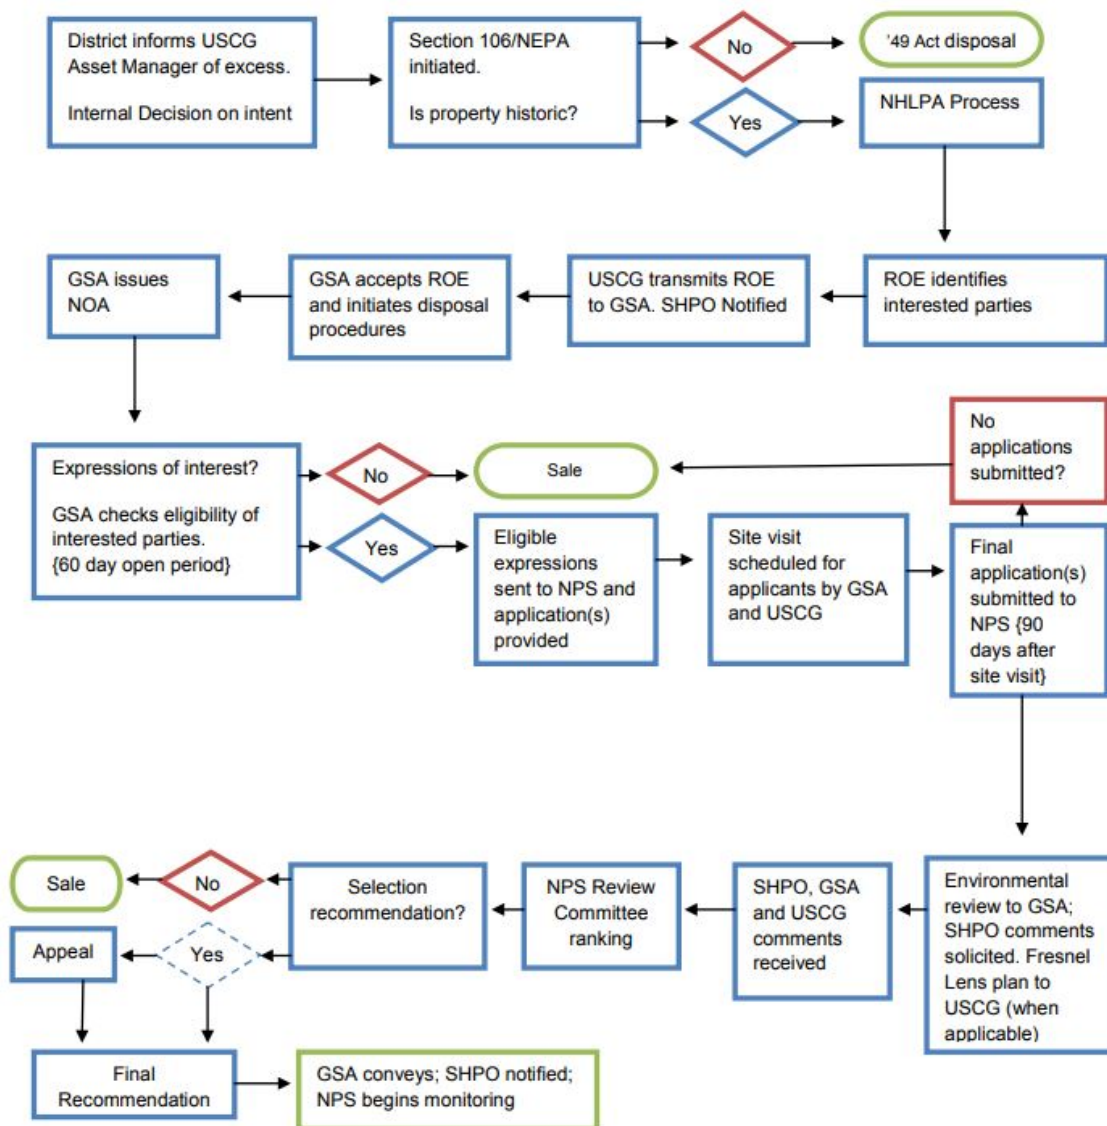 District informs USCG
Asset Manager of excess.
Internal Decision on intent
Section 106/NEPA
initiated.
Is property historic?
No
'49 Act disposal
Yes
NHLPA Process
GSA issues
NOA
GSA accepts ROE
and initiates disposal
procedures
USCG transmits ROE
to GSA. SHPO Notified
ROE identifies
interested parties
Expressions of interest?
GSA checks eligibility of
interested parties.
{60 day open period}
No
Sale
No
applications
submitted?
Yes
Eligible
expressions
sent to NPS and
application(s)
provided
Site visit
scheduled for
applicants by GSA
and USCG
Final
application(s)
submitted to
NPS {90
days after
site visit}
Sale
No
Selection
recommendation?
NPS Review
Committee
ranking
SHPO, GSA
and USCG
comments
received
Environmental
review to GSA;
SHPO comments
solicited. Fresnel
Lens plan to
USCG (when
applicable)
Appeal
Yes
Final
Recommendation
GSA conveys; SHPO notified;
NPS begins monitoring